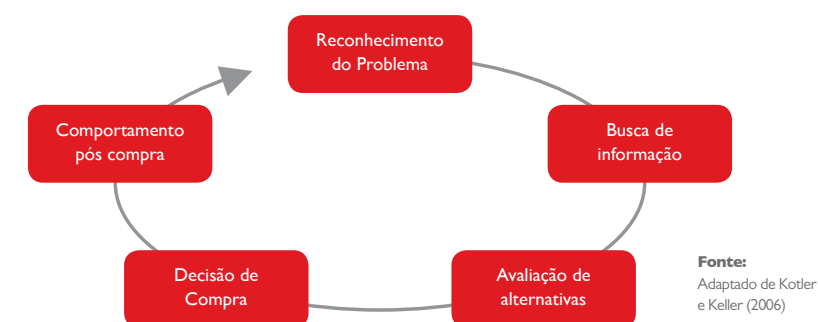 Reconhecimento
do Problema
Busca de
informação
Avaliação de
alternativas
Decisão de
Compra
Comportamento
pós compra
Fonte:
Adaptado de Kotler
e Keller (2006)